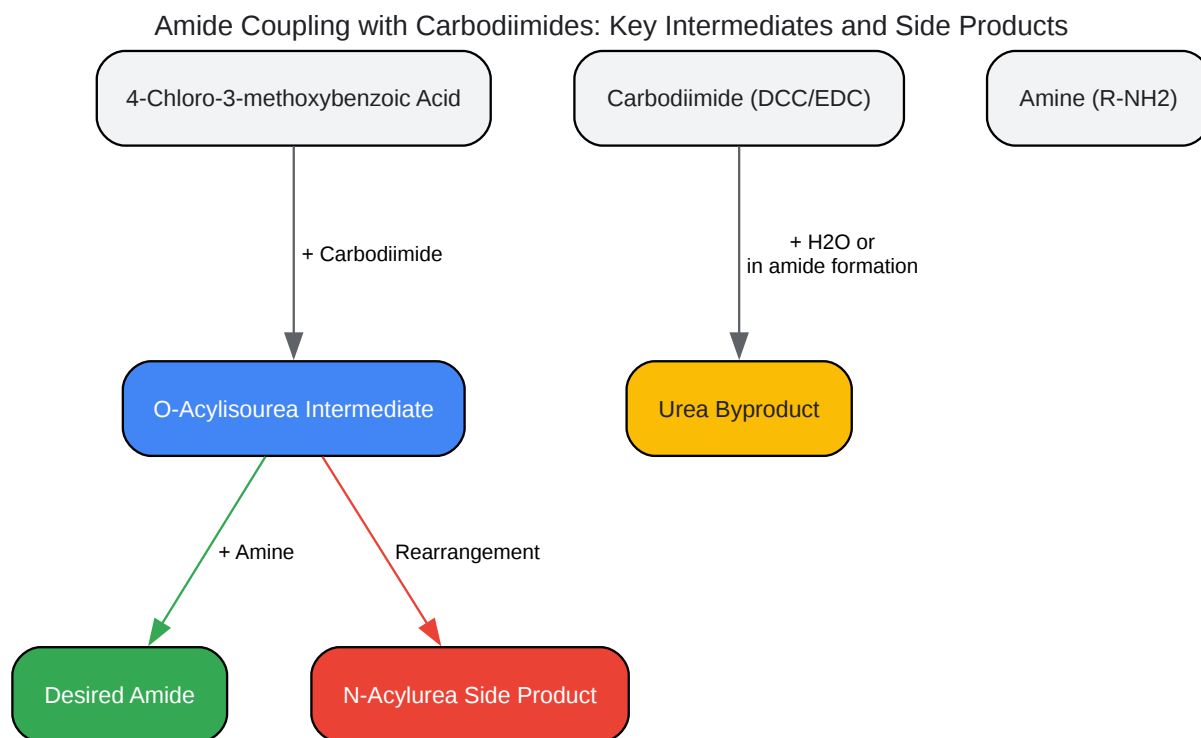 Amide Coupling with Carbodiimides: Key Intermediates and Side Products
4-Chloro-3-methoxybenzoic Acid
Carbodiimide (DCC/EDC)
Amine (R-NH2)
+ Carbodiimide
+ H2O or
in amide formation
O-Acylisourea Intermediate
Urea Byproduct
+ Amine
Rearrangement
Desired Amide
N-Acylurea Side Product